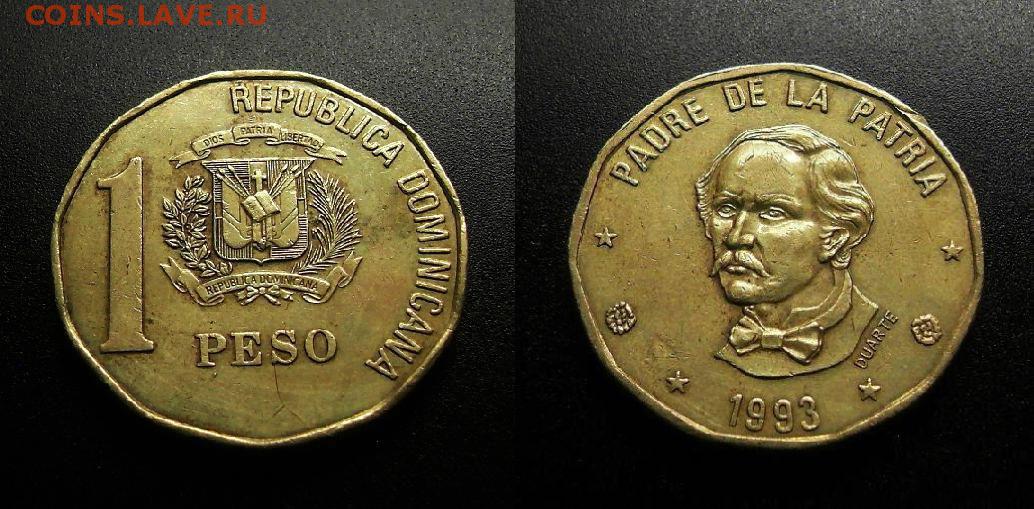 COINS.LAVE.RU
REPUBLICA DOMINICANA
DIOS PATRIA LIBERTAD
REPUBLICA DOMINICANA
1
PESO
PADRE DE LA PATRIA
DUARTE
1993